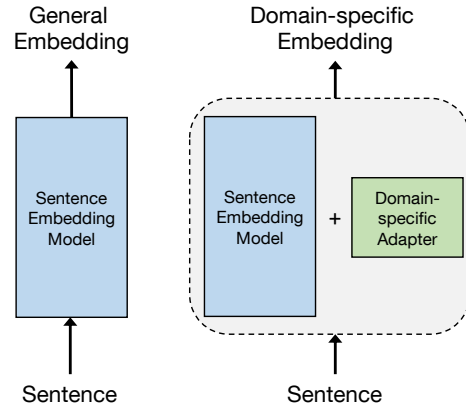 General
Embedding
Sentence
Embedding
Model
Sentence
Domain-specific
Embedding
Sentence
Embedding
Model
+
Domain-
specific
Adapter
Sentence